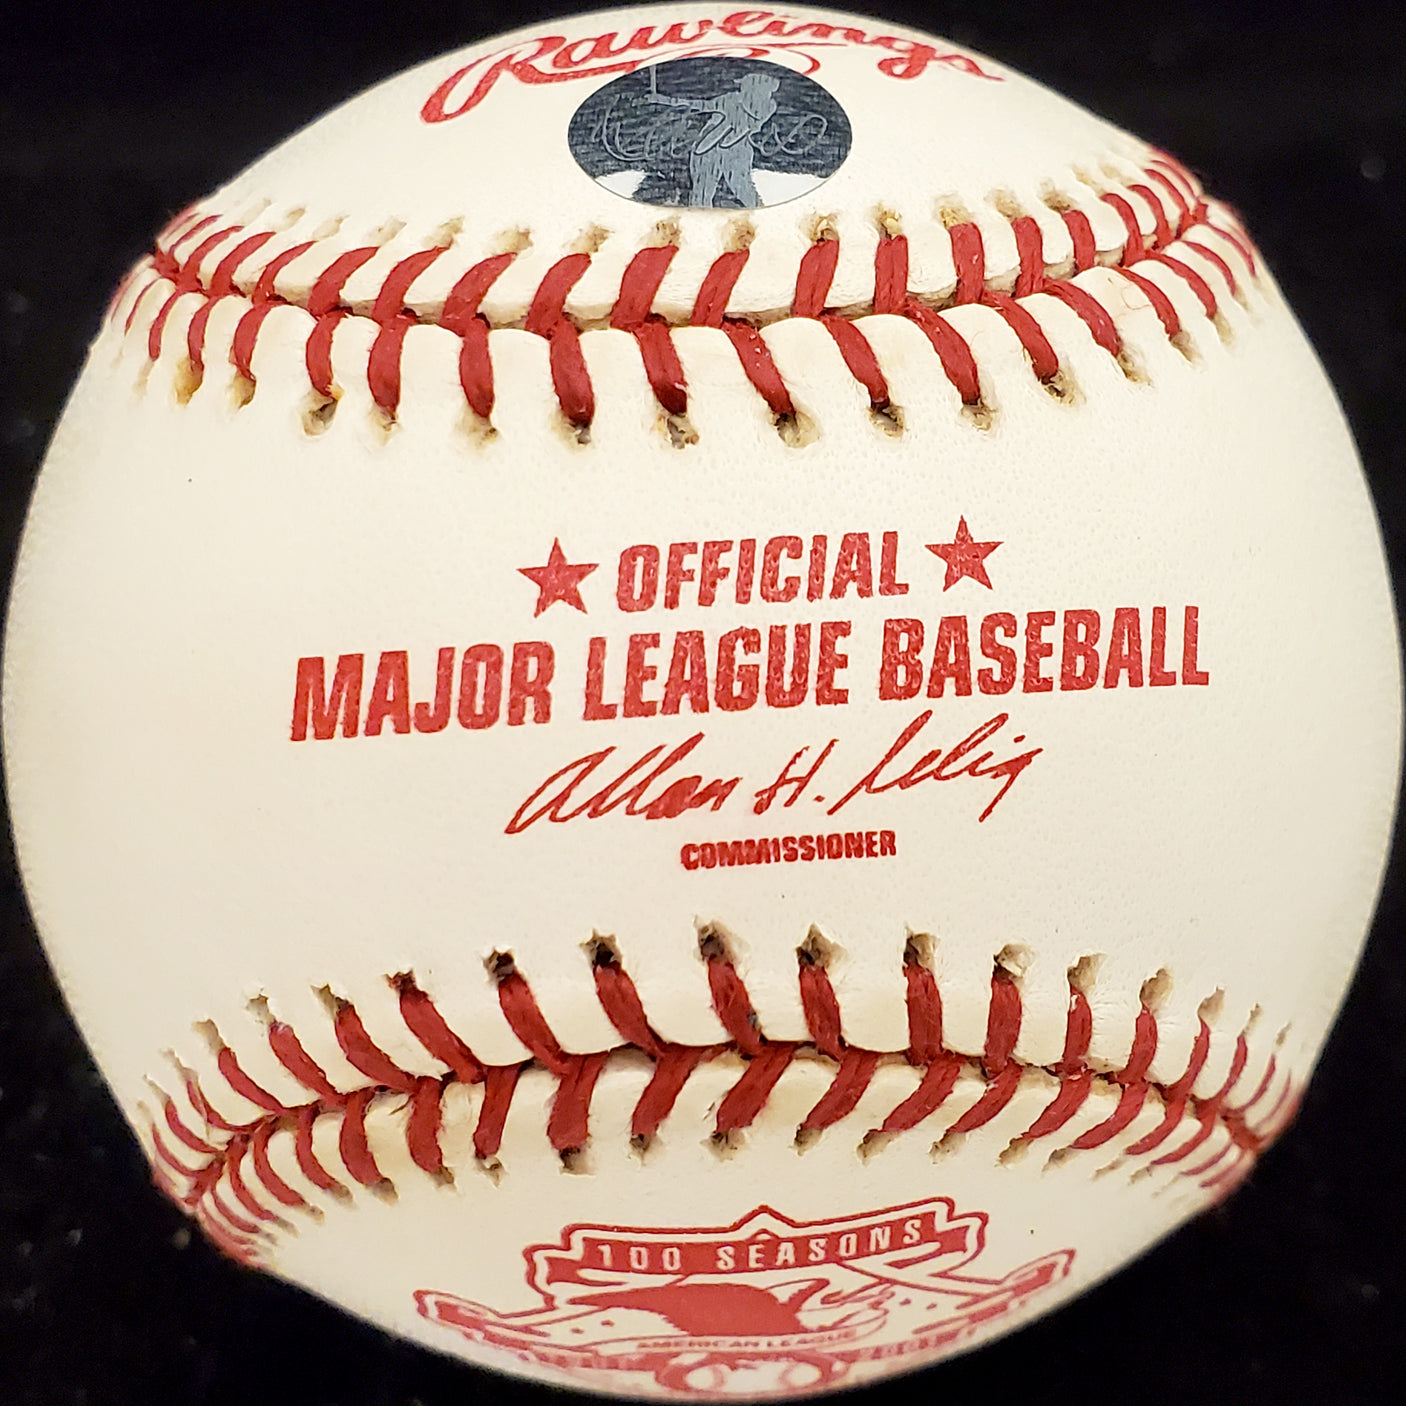 Rawlings
OFFICIAL
MAJOR LEAGUE BASEBALL
Allan H. Selig
COMMISSIONER
100 SEASONS
AMERICAN LEAGUE